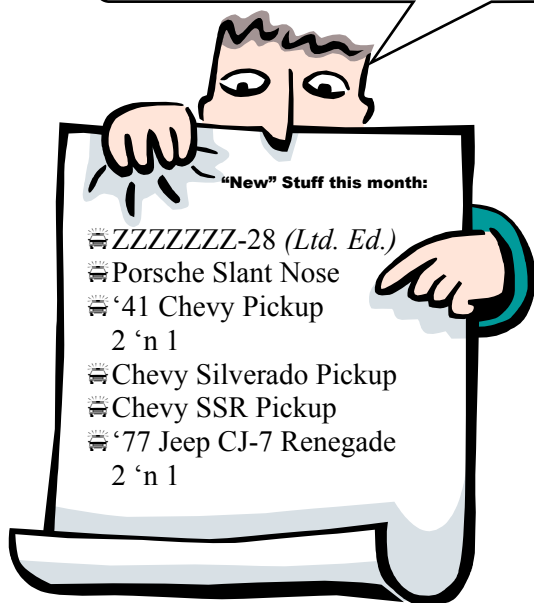 “New” Stuff this month:
ZZZZZZZ-28 (Ltd. Ed.)
Porsche Slant Nose
‘41 Chevy Pickup
2 ‘n 1
Chevy Silverado Pickup
Chevy SSR Pickup
‘77 Jeep CJ-7 Renegade
2 ‘n 1